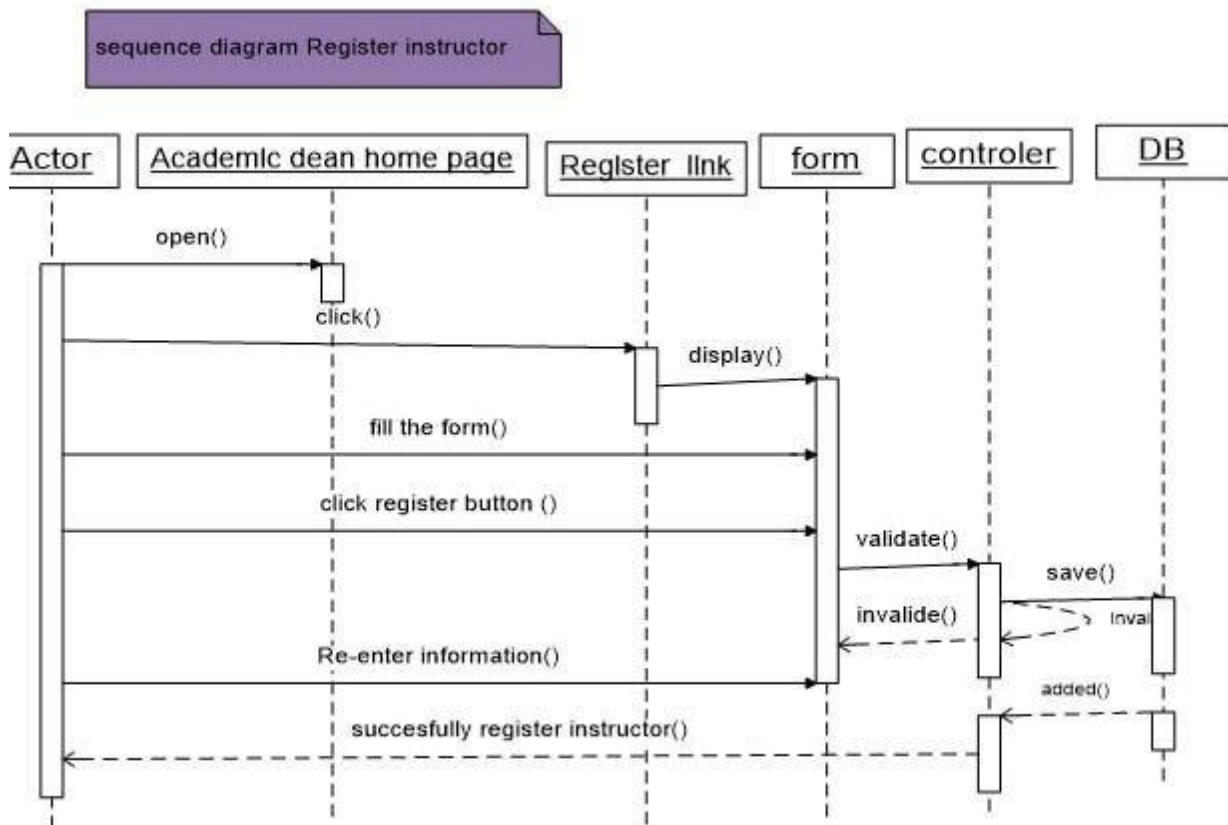 sequence diagram Register instructor
Actor
Academic dean home page
Register link
form
controler
DB
open()
click()
display()
fill the form()
click register button ()
validate()
save()
invalide()
Inval
Re-enter information()
added()
succesfully register instructor()